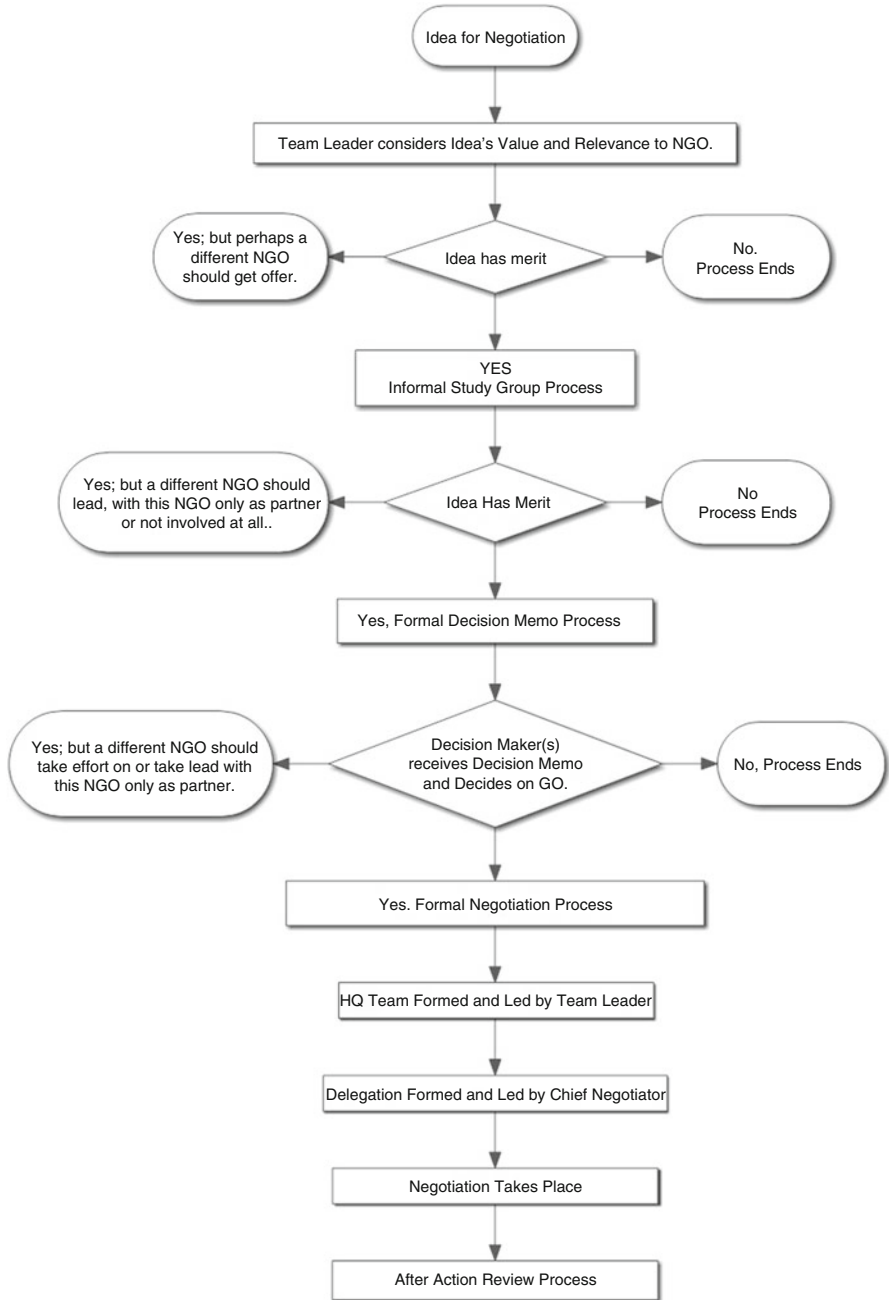 Idea for Negotiation
Team Leader considers Idea's Value and Relevance to NGO.
Yes; but perhaps a
different NGO
should get offer.
Idea has merit
No.
Process Ends
YES
Informal Study Group Process
Yes; but a different NGO should
lead, with this NGO only as partner
or not involved at all..
Idea Has Merit
No
Process Ends
Yes, Formal Decision Memo Process
Yes; but a different NGO should
take effort on or take lead with
this NGO only as partner.
Decision Maker(s)
receives Decision Memo
and Decides on GO.
No, Process Ends
Yes. Formal Negotiation Process
HQ Team Formed and Led by Team Leader
Delegation Formed and Led by Chief Negotiator
Negotiation Takes Place
After Action Review Process